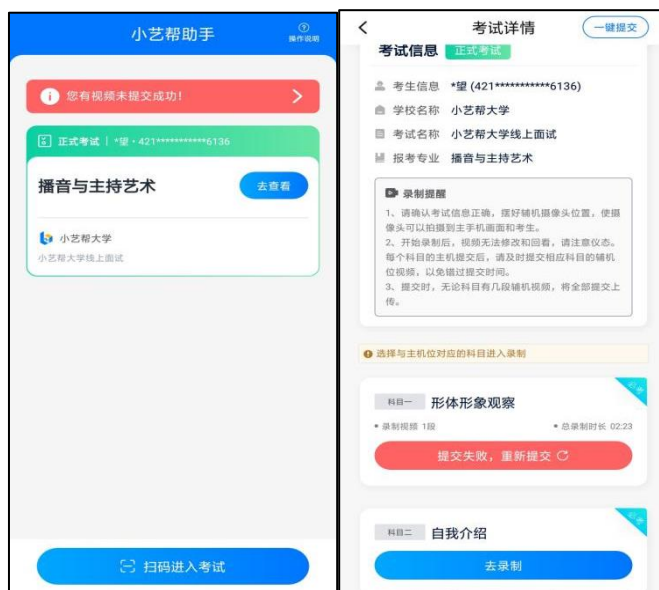 小艺帮助手
操作说明
您有视频未提交成功!
正式考试 | *望 - 421***********6136
播音与主持艺术
去查看
小艺帮大学
小艺帮大学线上面试
扫码进入考试
考试详情
一键提交
考试信息 正式考试
考生信息 *望 (421***********6136)
学校名称 小艺帮大学
考试名称 小艺帮大学线上面试
报考专业 播音与主持艺术
录制提醒
1、请确认考试信息正确,摆好辅机摄像头位置,使摄
像头可以拍摄到主手机画面和考生。
2、开始录制后,视频无法修改和回看,请注意仪态。
每个科目的主机提交后,请及时提交相应科目的辅机
位视频,以免错过提交时间。
3、提交时,无论科目有几段辅机视频,将全部提交上
传。
选择与主机位对应的科目进入录制
必考
科目一 形体形象观察
• 录制视频 1段 • 总录制时长 02:23
提交失败,重新提交
必考
科目二 自我介绍
去录制